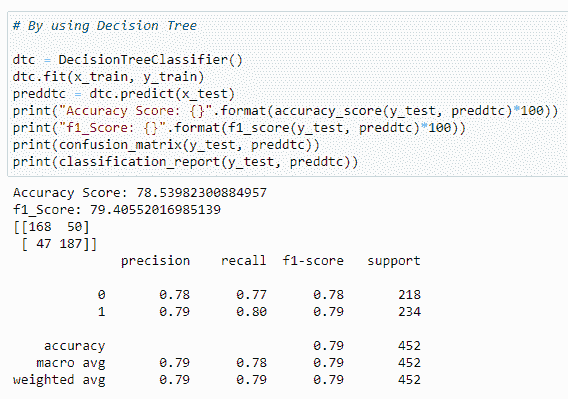 # By using Decision Tree
dtc = DecisionTreeClassifier()
dtc.fit(x_train, y_train)
preddtc = dtc.predict(x_test)
print("Accuracy Score: {}".format(accuracy_score(y_test, preddtc)*100))
print("f1_Score: {}".format(f1_score(y_test, preddtc)*100))
print(confusion_matrix(y_test, preddtc))
print(classification_report(y_test, preddtc))
Accuracy Score: 78.53982300884957
f1_Score: 79.40552016985139
[[168  50]
 [ 47 187]]
              precision    recall  f1-score   support
           0       0.78      0.77      0.78       218
           1       0.79      0.80      0.79       234
    accuracy                           0.79       452
   macro avg       0.79      0.78      0.79       452
weighted avg       0.79      0.79      0.79       452